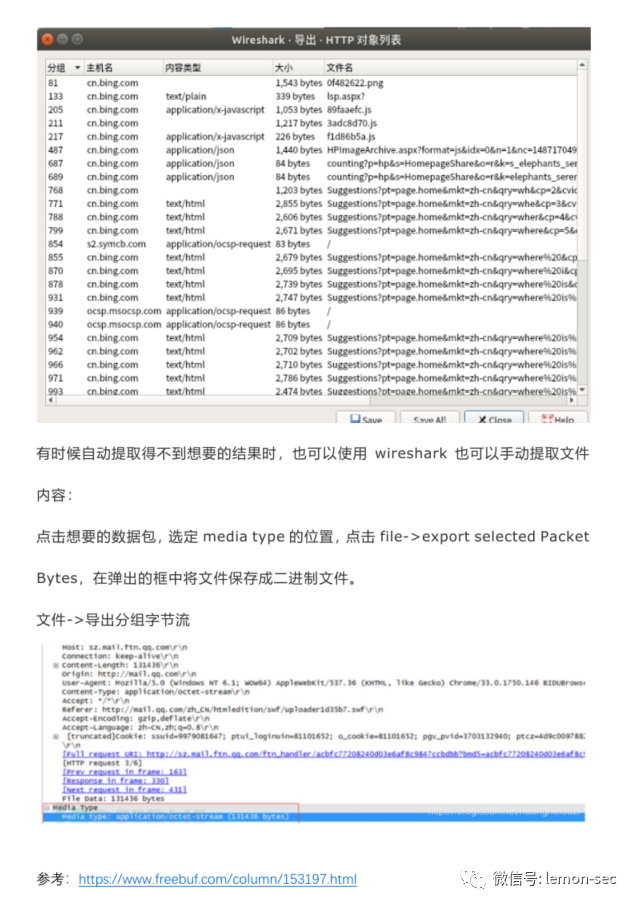 Wireshark · 导出 · HTTP 对象列表
分组 主机名 内容类型 大小 文件名
81 cn.bing.com 1,543 bytes 0f482622.png
133 cn.bing.com text/plain 339 bytes lsp.aspx?
205 cn.bing.com application/x-javascript 1,053 bytes 89faaefc.js
211 cn.bing.com 1,217 bytes 3adc8d70.js
217 cn.bing.com application/x-javascript 226 bytes f1d86b5a.js
487 cn.bing.com application/json 1,440 bytes HPImageArchive.aspx?format=js&idx=0&n=1&nc=148717049
687 cn.bing.com application/json 84 bytes counting?p=hp&s=HomepageShare&o=r&k=s_elephants_ser
689 cn.bing.com application/json 84 bytes counting?p=hp&s=HomepageShare&o=r&k=elephants_serer
768 cn.bing.com 1,203 bytes Suggestions?pt=page.home&mkt=zh-cn&qry=wh&cp=2&cvic
771 cn.bing.com text/html 2,855 bytes Suggestions?pt=page.home&mkt=zh-cn&qry=whe&cp=3&cv
788 cn.bing.com text/html 2,606 bytes Suggestions?pt=page.home&mkt=zh-cn&qry=wher&cp=4&c
799 cn.bing.com text/html 2,671 bytes Suggestions?pt=page.home&mkt=zh-cn&qry=where&cp=5&
854 s2.symcb.com application/ocsp-request 83 bytes /
855 cn.bing.com text/html 2,679 bytes Suggestions?pt=page.home&mkt=zh-cn&qry=where%20&cp
870 cn.bing.com text/html 2,695 bytes Suggestions?pt=page.home&mkt=zh-cn&qry=where%20i&cp
878 cn.bing.com text/html 2,739 bytes Suggestions?pt=page.home&mkt=zh-cn&qry=where%20is&c
931 cn.bing.com text/html 2,747 bytes Suggestions?pt=page.home&mkt=zh-cn&qry=where%20is%
939 ocsp.msocsp.com application/ocsp-request 86 bytes /
940 ocsp.msocsp.com application/ocsp-request 86 bytes /
954 cn.bing.com text/html 2,709 bytes Suggestions?pt=page.home&mkt=zh-cn&qry=where%20is%
962 cn.bing.com text/html 2,702 bytes Suggestions?pt=page.home&mkt=zh-cn&qry=where%20is%
966 cn.bing.com text/html 2,710 bytes Suggestions?pt=page.home&mkt=zh-cn&qry=where%20is%
971 cn.bing.com text/html 2,786 bytes Suggestions?pt=page.home&mkt=zh-cn&qry=where%20is%
993 cn.bing.com text/html 2,474 bytes Suggestions?pt=page.home&mkt=zh-cn&qry=where%20is%
Save Save All Close Help
有时候自动提取得不到想要的结果时，也可以使用 wireshark 也可以手动提取文件
内容：
点击想要的数据包，选定 media type 的位置，点击 file->export selected Packet
Bytes，在弹出的框中将文件保存成二进制文件。
文件->导出分组字节流
Host: sz.mail.ftn.qq.com\r\n
Connection: keep-alive\r\n
Content-Length: 131436\r\n
Origin: http://mail.qq.com\r\n
User-Agent: Mozilla/5.0 (Windows NT 6.1; WOW64) AppleWebKit/537.36 (KHTML, like Gecko) Chrome/33.0.1750.146 BIDUBrowse
Content-Type: application/octet-stream\r\n
Accept: */*\r\n
Referer: http://mail.qq.com/zh_CN/htmledition/swf/uploader1d35b7.swf\r\n
Accept-Encoding: gzip,deflate\r\n
Accept-Language: zh-CN,zh;q=0.8\r\n
[truncated]Cookie: ssuid=9979081647; ptui_loginuin=81101652; o_cookie=81101652; pgv_pvid=3703132940; ptcz=4d9c0097882
\r\n
[Full request URI: http://sz.mail.ftn.qq.com/ftn_handler/acbfc77208240d03e6af8c9847ccbdbb?bmd5=acbfc77208240d03e6af8c9
[HTTP request 3/6]
[Prev request in frame: 163]
[Response in frame: 330]
[Next request in frame: 431]
File Data: 131436 bytes
Media Type
Media type: application/octet-stream (131436 bytes)
参考：https://www.freebuf.com/column/153197.html
微信号: lemon-sec